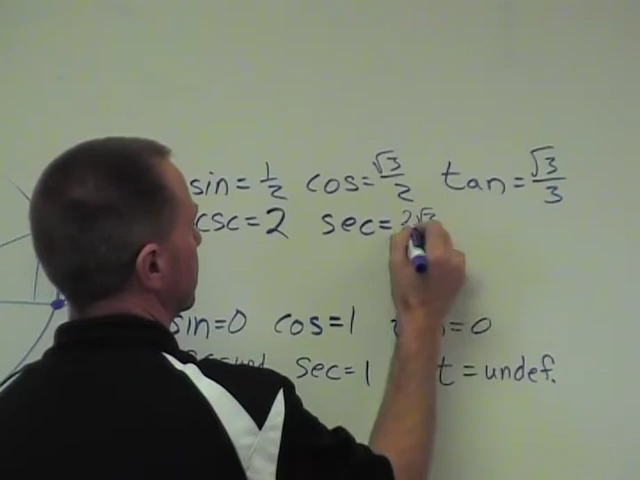 sin=1/2 cos=√3/2 tan=√3/3
csc=2 sec=
sin=0 cos=1 =0
sec=1 t=undef.